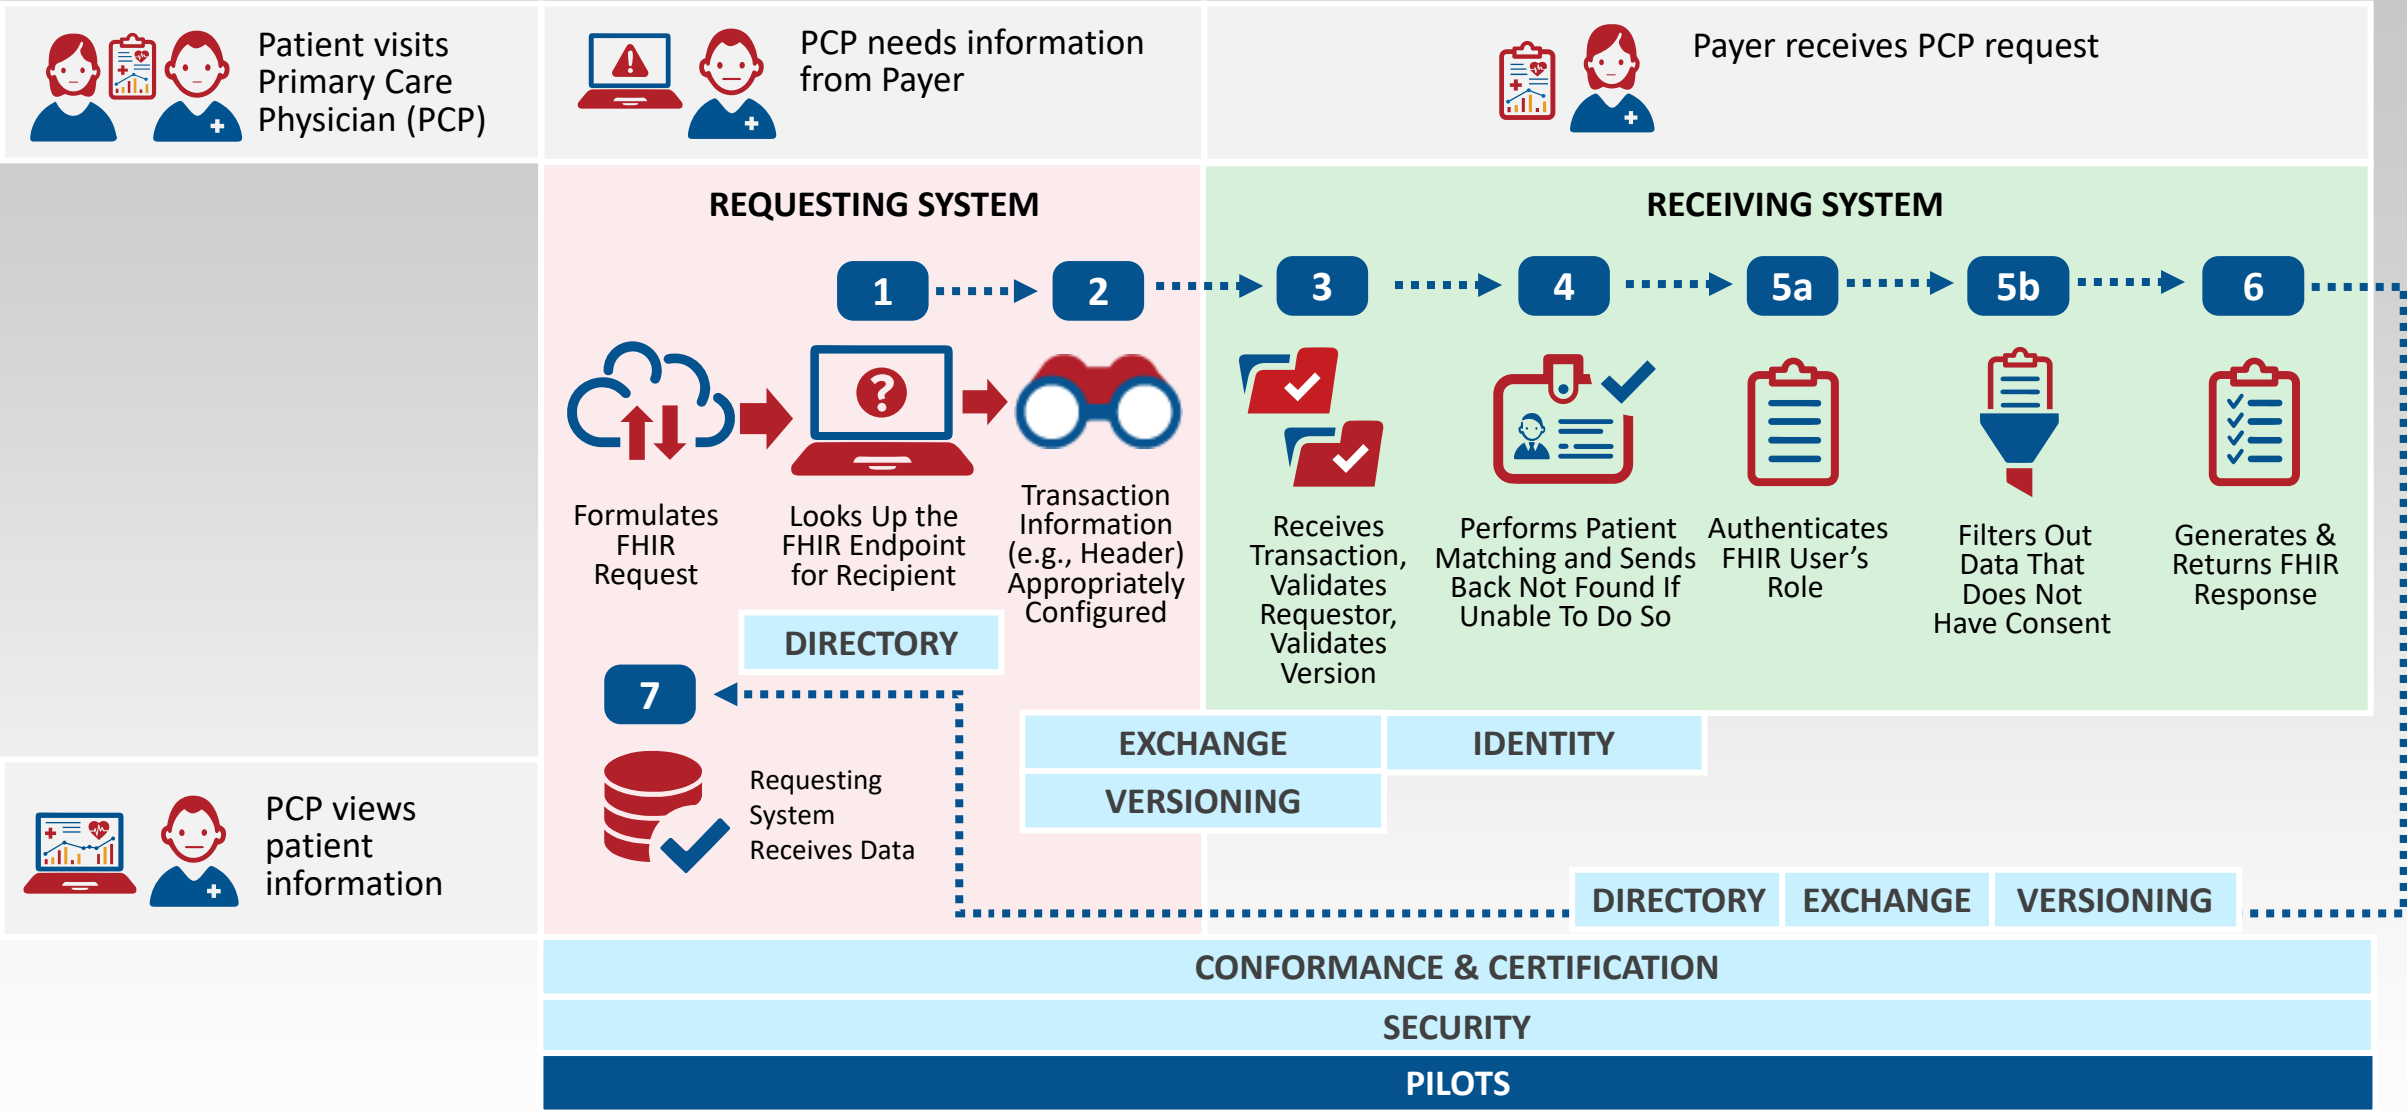 Patient visits
Primary Care
Physician (PCP)
PCP needs information
from Payer
Payer receives PCP request
REQUESTING SYSTEM
RECEIVING SYSTEM
1
2
3
4
5a
5b
6
?
Formulates
FHIR
Request
Looks Up the
FHIR Endpoint
for Recipient
Transaction
Information
(e.g., Header)
Appropriately
Configured
Receives
Transaction,
Validates
Requestor,
Validates
Version
Performs Patient
Matching and Sends
Back Not Found If
Unable To Do So
Authenticates
FHIR User’s
Role
Filters Out
Data That
Does Not
Have Consent
Generates &
Returns FHIR
Response
DIRECTORY
7
EXCHANGE
IDENTITY
VERSIONING
Requesting
System
Receives Data
PCP views
patient
information
DIRECTORY
EXCHANGE
VERSIONING
CONFORMANCE & CERTIFICATION
SECURITY
PILOTS